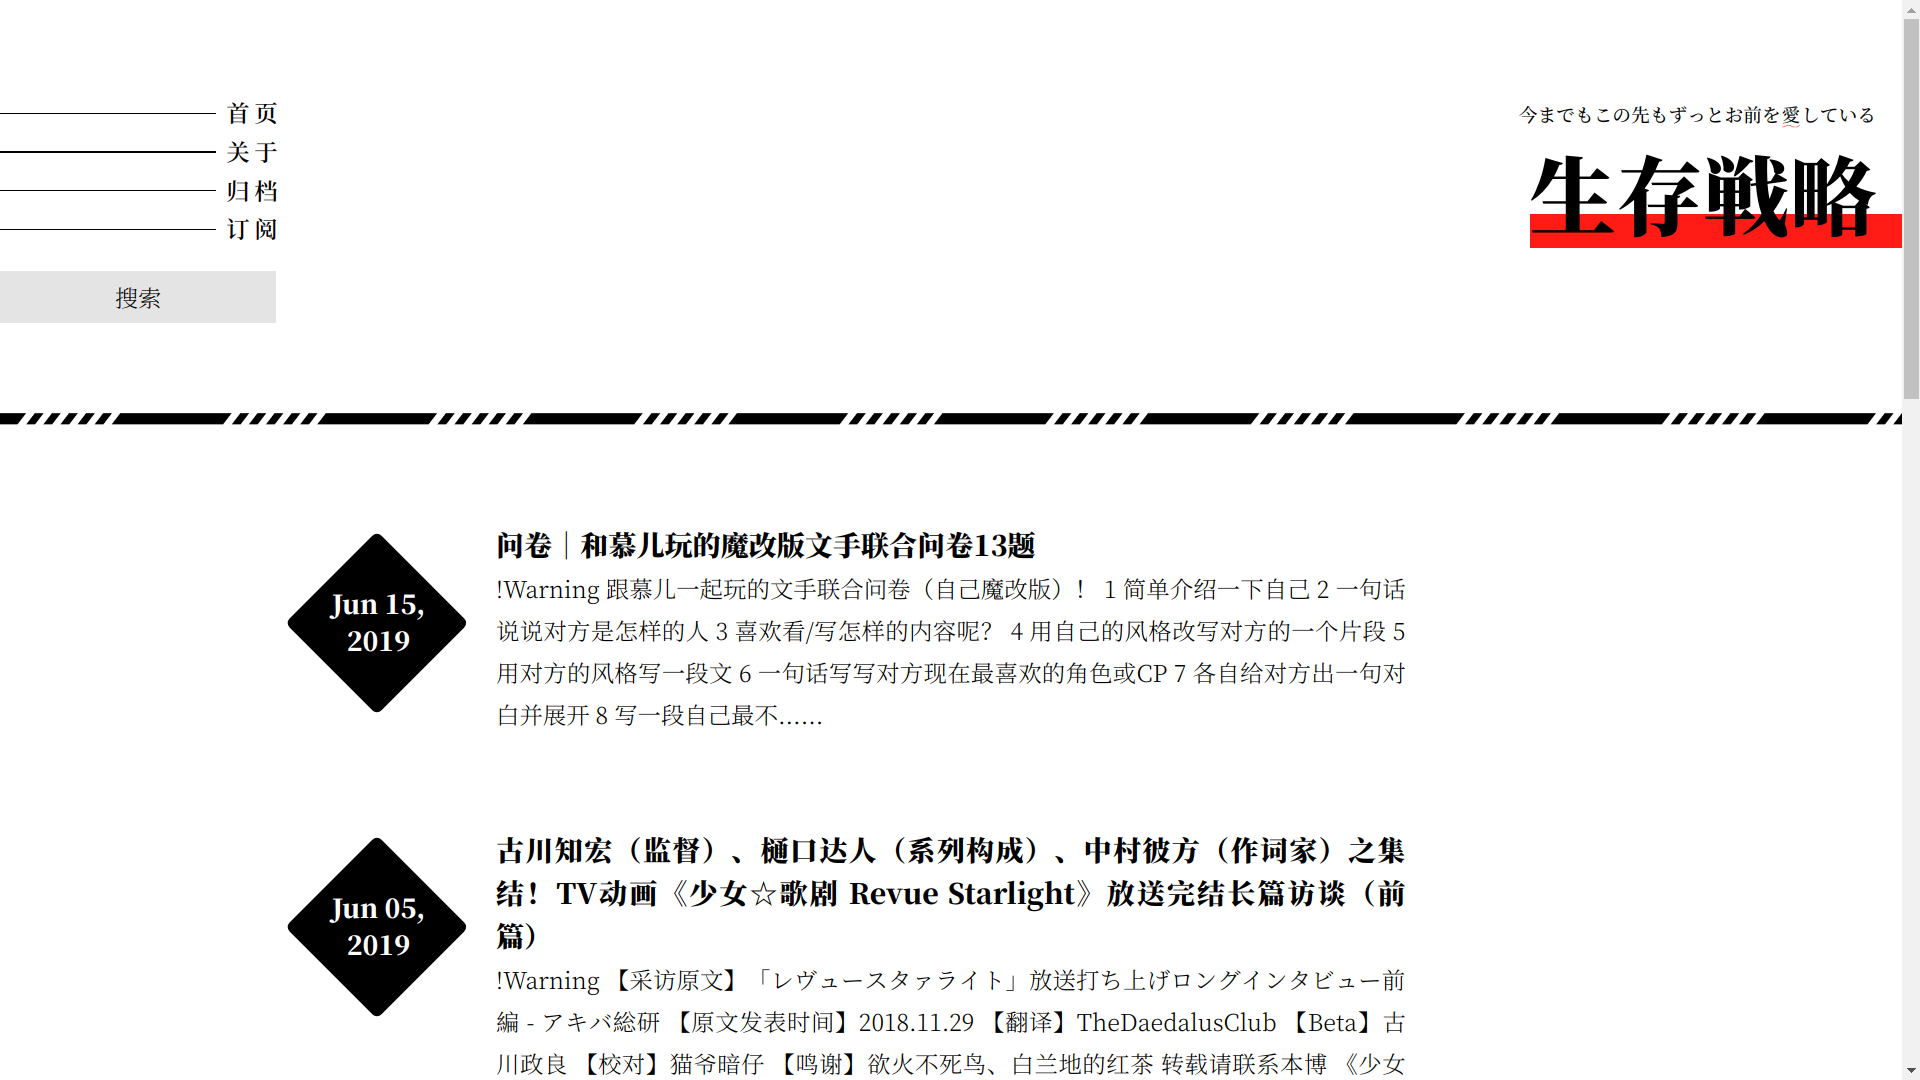 首页
关于
归档
订阅
搜索
今までもこの先もずっとお前を愛している
生存戦略
Jun 15,
2019
问卷｜和慕儿玩的魔改版文手联合问卷13题
!Warning 跟慕儿一起玩的文手联合问卷（自己魔改版）！ 1 简单介绍一下自己 2 一句话
说说对方是怎样的人 3 喜欢看/写怎样的内容呢？ 4 用自己的风格改写对方的一个片段 5
用对方的风格写一段文 6 一句话写写对方现在最喜欢的角色或CP 7 各自给对方出一句对
白并展开 8 写一段自己最不......
Jun 05,
2019
古川知宏（监督）、樋口达人（系列构成）、中村彼方（作词家）之集
结！TV动画《少女☆歌剧 Revue Starlight》放送完结长篇访谈（前
篇）
!Warning 【采访原文】「レヴュースタァライト」放送打ち上げロングインタビュー前
編 - アキバ総研 【原文发表时间】2018.11.29 【翻译】TheDaedalusClub 【Beta】古
川政良 【校对】猫爷暗仔 【鸣谢】欲火不死鸟、白兰地的红茶 转载请联系本博 《少女